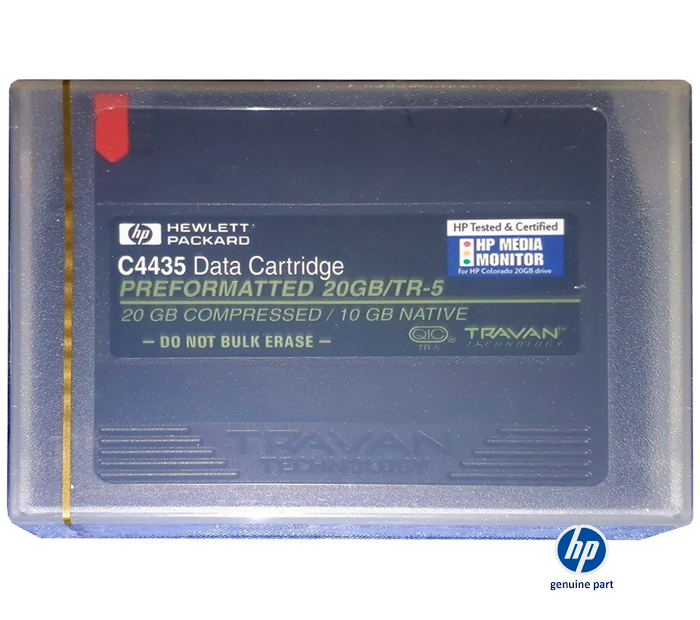 hp HEWLETT®
PACKARD
C4435 Data Cartridge
PREFORMATTED 20GB/TR-5
20 GB COMPRESSED / 10 GB NATIVE
— DO NOT BULK ERASE —
HP Tested & Certified
HP MEDIA
MONITOR
for HP Colorado 20GB drive
QIC®
TR-5
TRAVAN™
TECHNOLOGY
TRAVAN
TECHNOLOGY
hp
genuine part